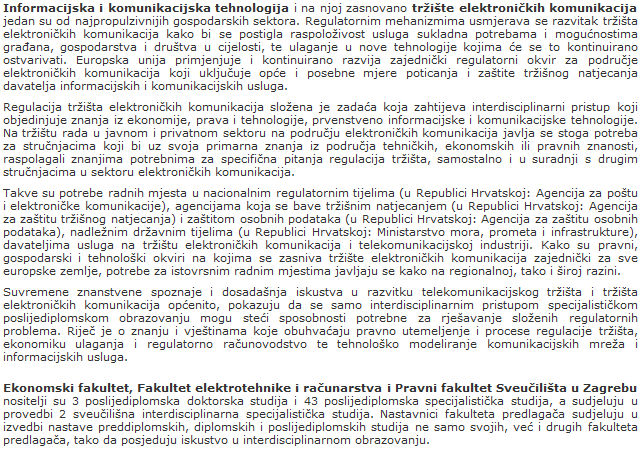 Informacijska i komunikacijska tehnologija i na njoj zasnovano tržište elektroničkih komunikacija
jedan su od najpropulzivnijih gospodarskih sektora. Regulatornim mehanizmima usmjerava se razvitak tržišta
elektroničkih komunikacija kako bi se postigla raspoloživost usluga sukladna potrebama i mogućnostima
građana, gospodarstva i društva u cijelosti, te ulaganje u nove tehnologije kojima će se to kontinuirano
ostvarivati. Europska unija primjenjuje i kontinuirano razvija zajednički regulatorni okvir za područje
elektroničkih komunikacija koji uključuje opće i posebne mjere poticanja i zaštite tržišnog natjecanja
davatelja informacijskih i komunikacijskih usluga.
Regulacija tržišta elektroničkih komunikacija složena je zadaća koja zahtijeva interdisciplinarni pristup koji
objedinjuje znanja iz ekonomije, prava i tehnologije, prvenstveno informacijske i komunikacijske tehnologije.
Na tržištu rada u javnom i privatnom sektoru na području elektroničkih komunikacija javlja se stoga potreba
za stručnjacima koji bi uz svoja primarna znanja iz područja tehničkih, ekonomskih ili pravnih znanosti,
raspolagali znanjima potrebnima za specifična pitanja regulacija tržišta, samostalno i u suradnji s drugim
stručnjacima u sektoru elektroničkih komunikacija.
Takve su potrebe radnih mjesta u nacionalnim regulatornim tijelima (u Republici Hrvatskoj: Agencija za poštu
i elektroničke komunikacije), agencijama koja se bave tržišnim natjecanjem (u Republici Hrvatskoj: Agencija
za zaštitu tržišnog natjecanja) i zaštitom osobnih podataka (u Republici Hrvatskoj: Agencija za zaštitu osobnih
podataka), nadležnim državnim tijelima (u Republici Hrvatskoj: Ministarstvo mora, prometa i infrastrukture),
davateljima usluga na tržištu elektroničkih komunikacija i telekomunikacijskoj industriji. Kako su pravni,
gospodarski i tehnološki okviri na kojima se zasniva tržište elektroničkih komunikacija zajednički za sve
europske zemlje, potrebe za istovrsnim radnim mjestima javljaju se kako na regionalnoj, tako i široj razini.
Suvremene znanstvene spoznaje i dosadašnja iskustva u razvitku telekomunikacijskog tržišta i tržišta
elektroničkih komunikacija općenito, pokazuju da se samo interdisciplinarnim pristupom specijalističkom
poslijediplomskom obrazovanju mogu steći sposobnosti potrebne za rješavanje složenih regulatornih
problema. Riječ je o znanju i vještinama koje obuhvaćaju pravno utemeljenje i procese regulacije tržišta,
ekonomiku ulaganja i regulatorno računovodstvo te tehnološko modeliranje komunikacijskih mreža i
informacijskih usluga.
Ekonomski fakultet, Fakultet elektrotehnike i računarstva i Pravni fakultet Sveučilišta u Zagrebu
nositelji su 3 poslijediplomska doktorska studija i 43 poslijediplomska specijalistička studija, a sudjeluju u
provedbi 2 sveučilišna interdisciplinarna specijalistička studija. Nastavnici fakulteta predlagača sudjeluju u
izvedbi nastave preddiplomskih, diplomskih i poslijediplomskih studija ne samo svojih, već i drugih fakulteta
predlagača, tako da posjeduju iskustvo u interdisciplinarnom obrazovanju.